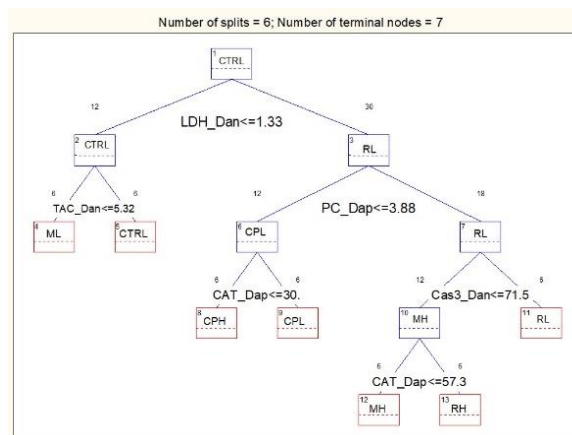 Number of splits = 6; Number of terminal nodes = 7
1 CTRL
12 30
LDH_Dan<=1.33
2 CTRL 3 RL
6 6 12 18
TAC_Dan<=5.32 PC_Dap<=3.88
4 ML 5 CTRL 6 CPL 7 RL
6 6 12 6
CAT_Dap<=30. Cas3_Dan<=71.5
8 CPH 9 CPL 10 MH 11 RL
6 6
CAT_Dap<=57.3
12 MH 13 RH